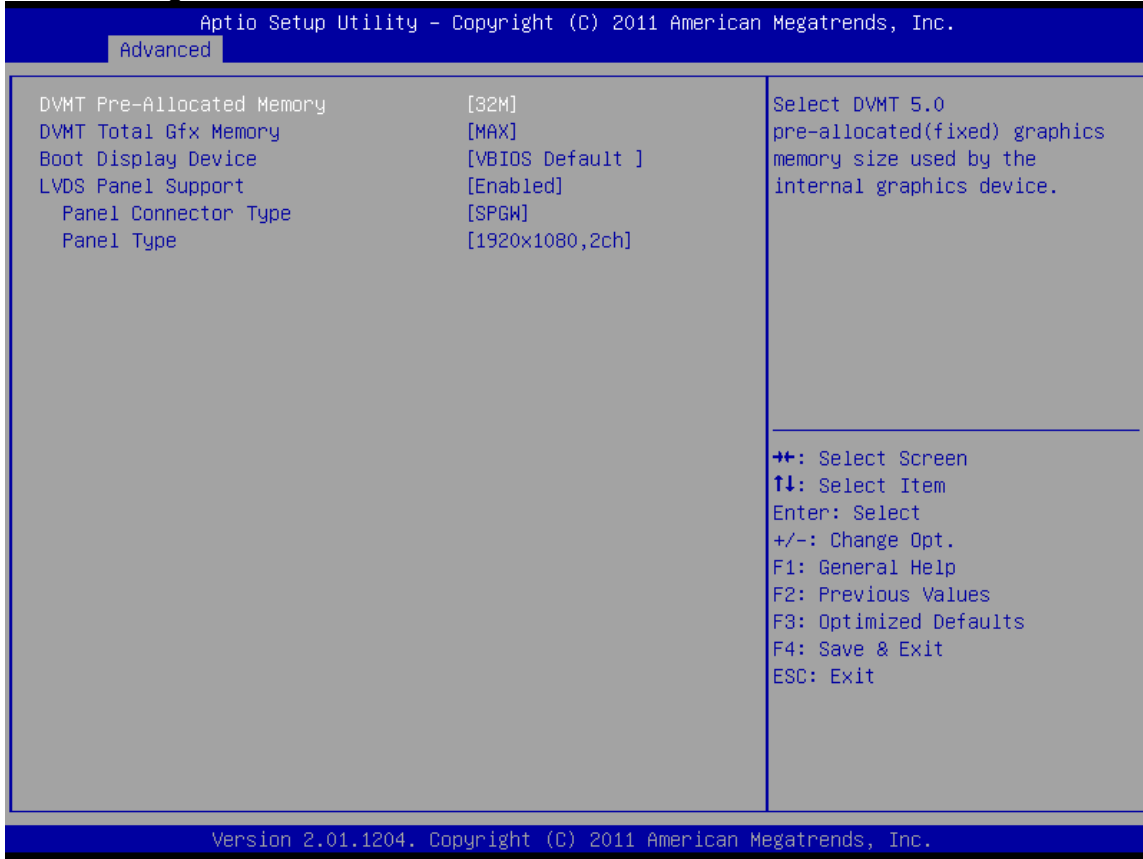 Aptio Setup Utility – Copyright (C) 2011 American Megatrends, Inc.
Advanced
DVMT Pre-Allocated Memory [32M]
DVMT Total Gfx Memory [MAX]
Boot Display Device [VBIOS Default ]
LVDS Panel Support [Enabled]
Panel Connector Type [SPGW]
Panel Type [1920x1080,2ch]
Select DVMT 5.0
pre-allocated(fixed) graphics
memory size used by the
internal graphics device.
→←: Select Screen
↑↓: Select Item
Enter: Select
+/-: Change Opt.
F1: General Help
F2: Previous Values
F3: Optimized Defaults
F4: Save & Exit
ESC: Exit
Version 2.01.1204. Copyright (C) 2011 American Megatrends, Inc.